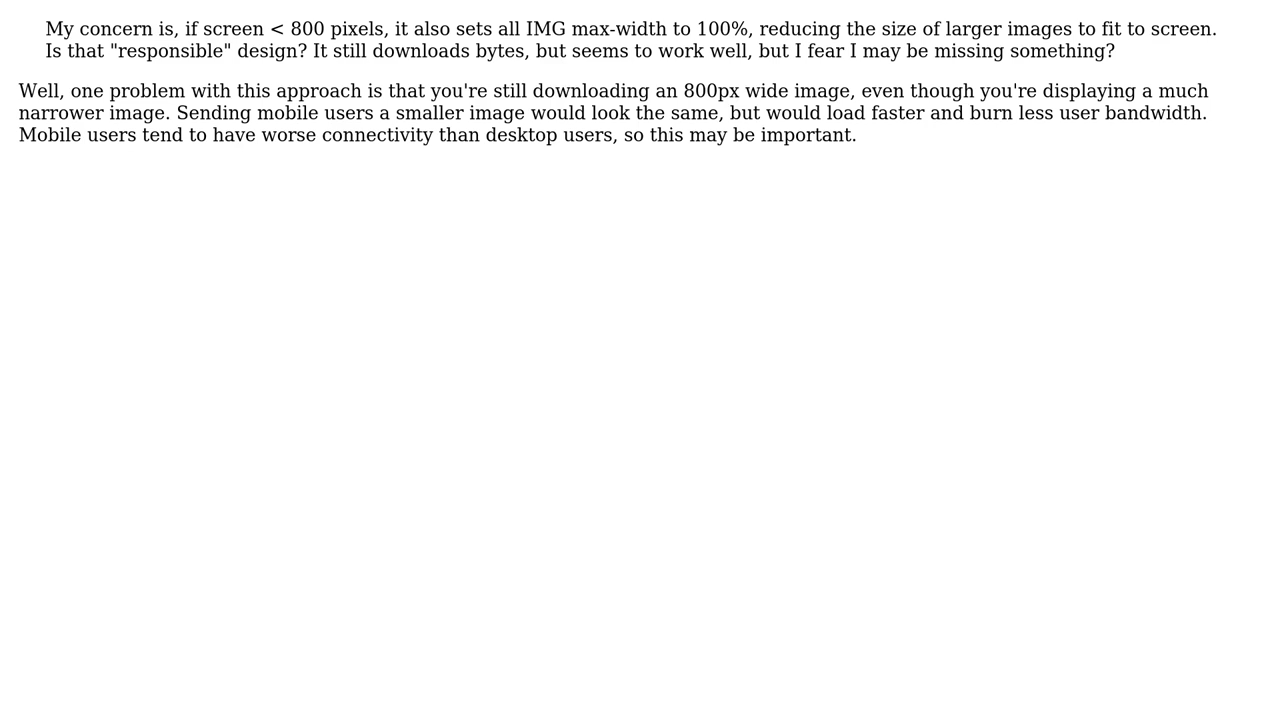 My concern is, if screen < 800 pixels, it also sets all IMG max-width to 100%, reducing the size of larger images to fit to screen.
Is that "responsible" design? It still downloads bytes, but seems to work well, but I fear I may be missing something?
Well, one problem with this approach is that you're still downloading an 800px wide image, even though you're displaying a much
narrower image. Sending mobile users a smaller image would look the same, but would load faster and burn less user bandwidth.
Mobile users tend to have worse connectivity than desktop users, so this may be important.